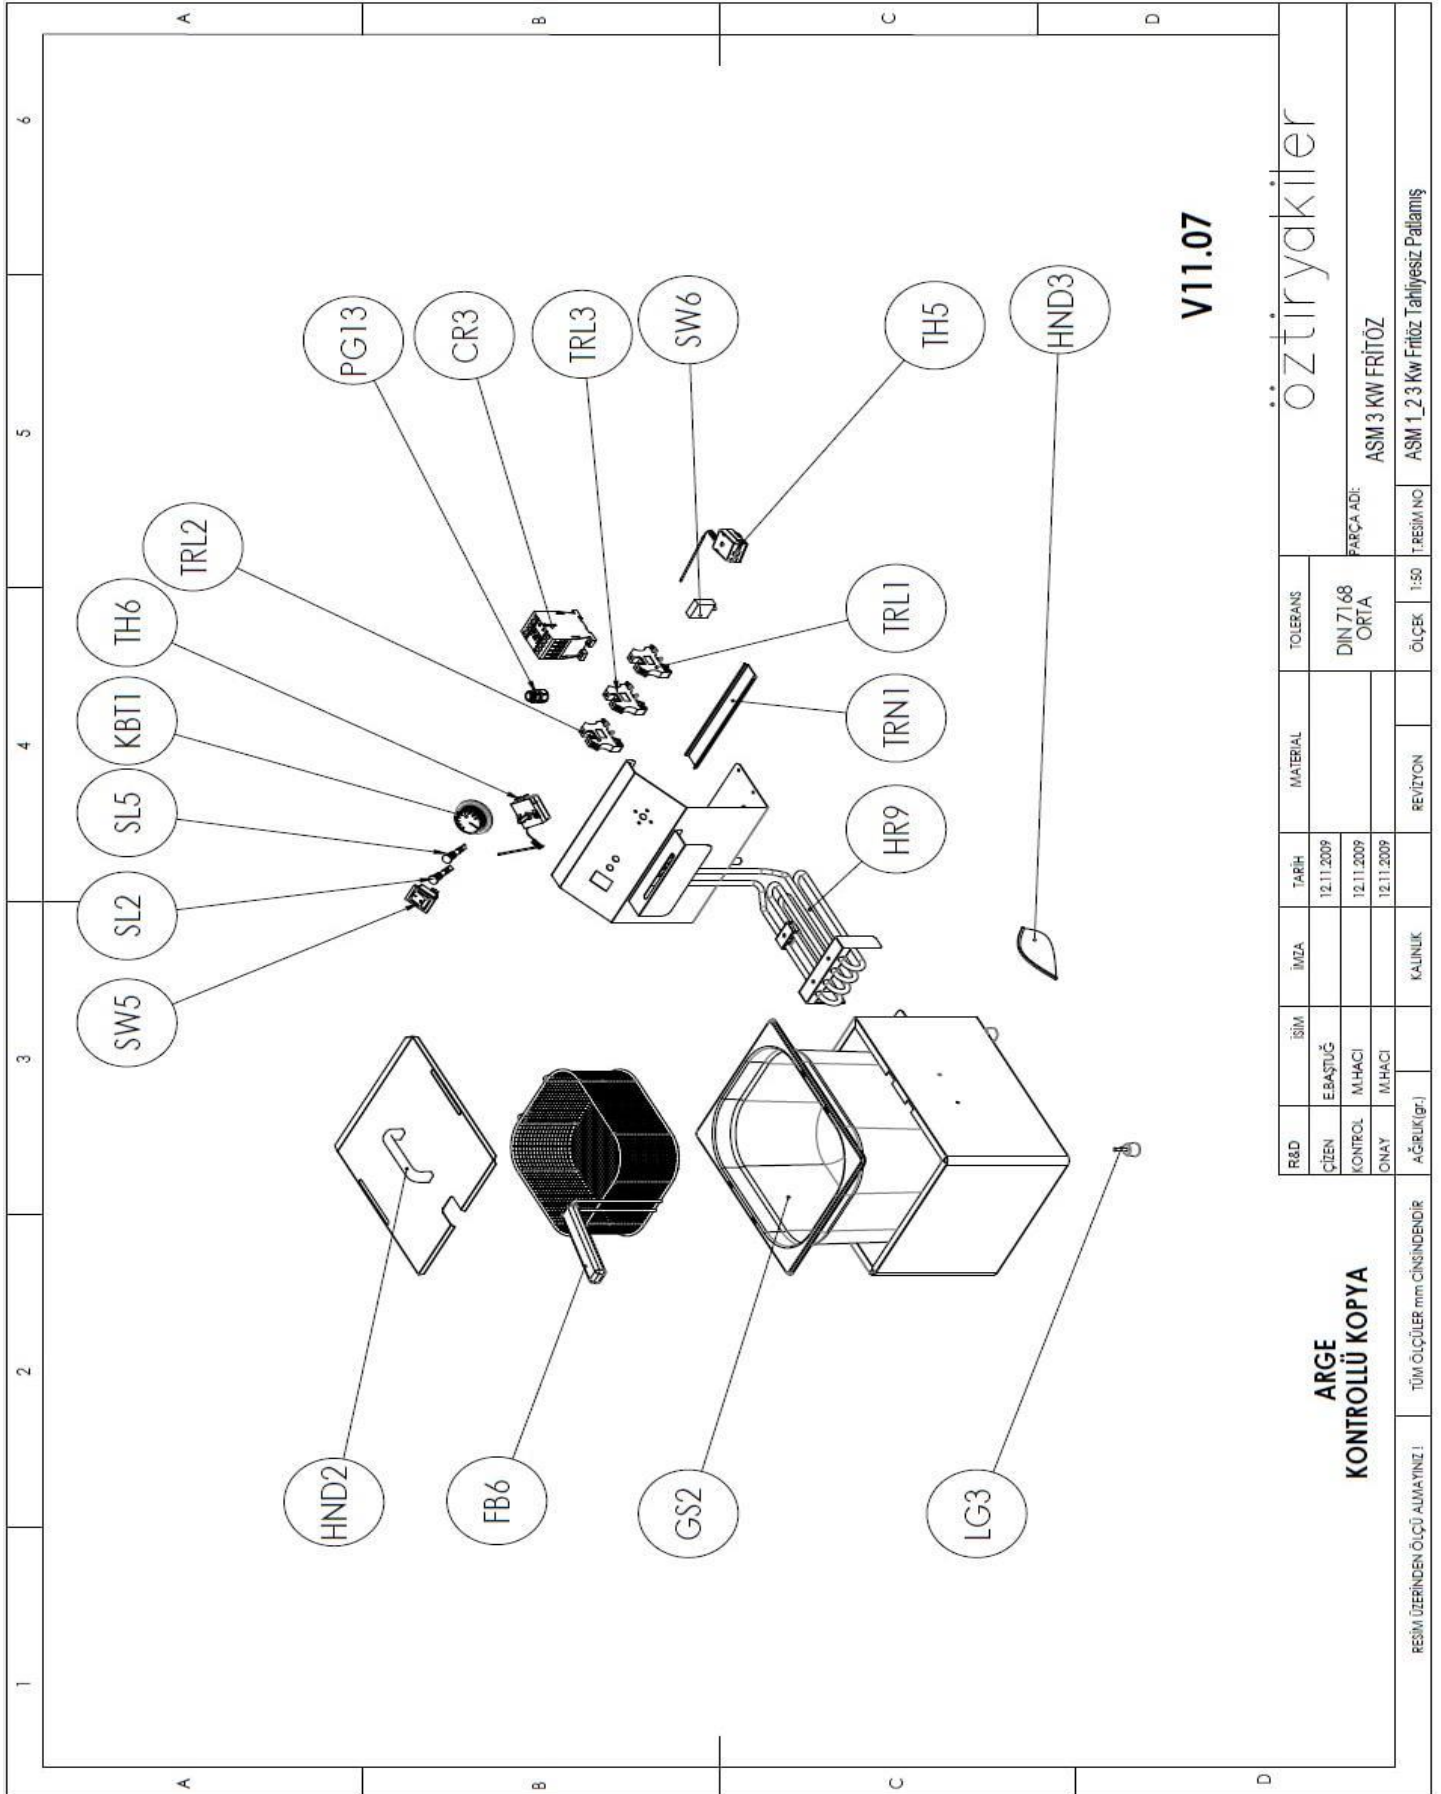 1
2
3
4
5
6
A
A
B
B
C
C
D
D
SW5
SL2
SL5
KBT1
TH6
TRL2
PG13
CR3
TRL3
SW6
TH5
HND3
TRL1
TRN1
HR9
HND2
FB6
GS2
LG3
V11.07
ARGE
KONTROLLÜ KOPYA
R&D
İSİM
İMZA
TARİH
MATERIAL
TOLERANS
öztiryakiler
ÇİZEN
E.BAŞTUĞ
12.11.2009
DIN 7168
ORTA
KONTROL
M.HACI
12.11.2009
PARÇA ADI:
ASM 3 KW FRİTÖZ
ONAY
M.HACI
12.11.2009
RESİM ÜZERİNDEN ÖLÇÜ ALMAYINIZ !
TÜM ÖLÇÜLER mm CİNSİNDENDİR
AĞIRLIK(gr.)
KALINLIK
REVİZYON
ÖLÇEK
1:50
T.RESİM NO
ASM 1_2 3 Kw Fritöz Tahliyesiz Patlamış